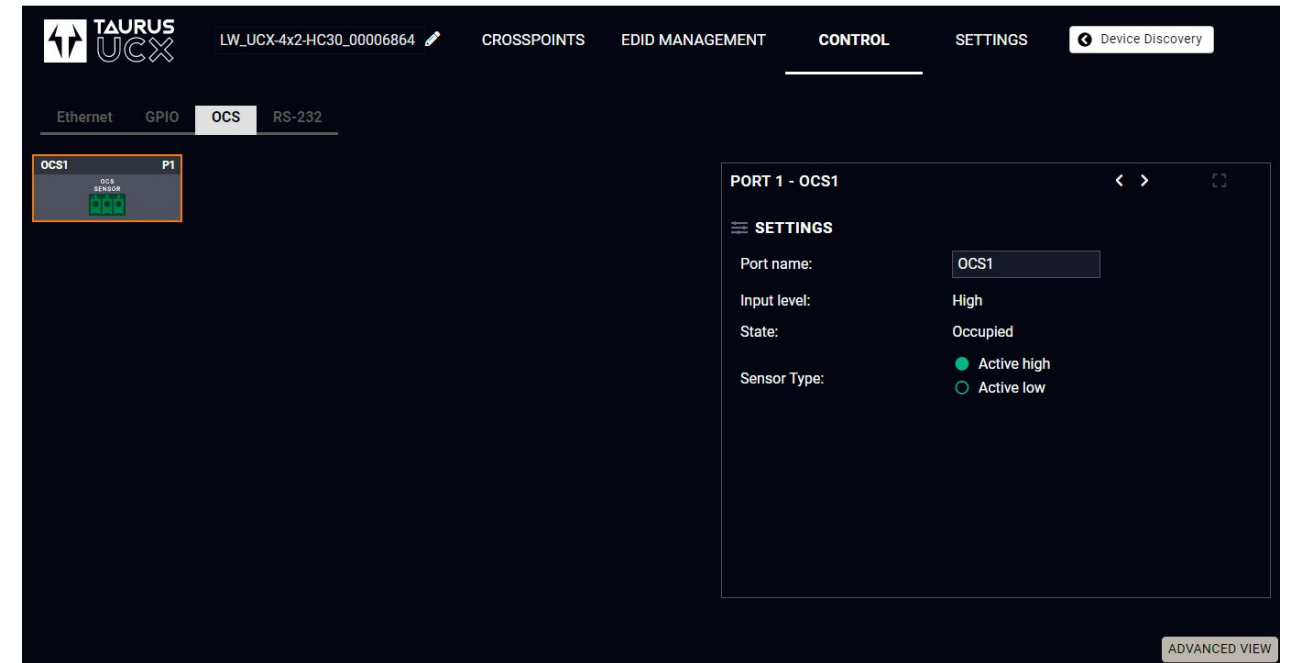 TAURUS
UCX
LW_UCX-4x2-HC30_00006864
CROSSPOINTS
EDID MANAGEMENT
CONTROL
SETTINGS
Device Discovery
Ethernet
GPIO
OCS
RS-232
OCS1 P1
OCS
SENSOR
PORT 1 - OCS1
SETTINGS
Port name: OCS1
Input level: High
State: Occupied
Sensor Type:
Active high
Active low
ADVANCED VIEW